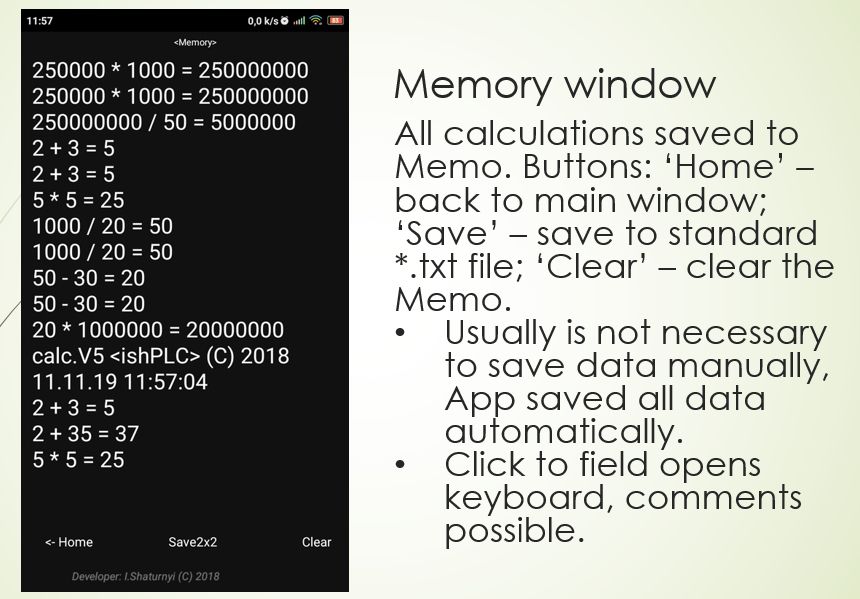 11:57
0,0 k/s
83
<Memory>
250000 * 1000 = 250000000
250000 * 1000 = 250000000
250000000 / 50 = 5000000
2 + 3 = 5
2 + 3 = 5
5 * 5 = 25
1000 / 20 = 50
1000 / 20 = 50
50 - 30 = 20
50 - 30 = 20
20 * 1000000 = 20000000
calc.V5 <ishPLC> (C) 2018
11.11.19 11:57:04
2 + 3 = 5
2 + 35 = 37
5 * 5 = 25
<- Home Save2x2 Clear
Developer: I.Shaturnyi (C) 2018
Memory window
All calculations saved to
Memo. Buttons: ‘Home’ –
back to main window;
‘Save’ – save to standard
*.txt file; ‘Clear’ – clear the
Memo.
• Usually is not necessary
to save data manually,
App saved all data
automatically.
• Click to field opens
keyboard, comments
possible.